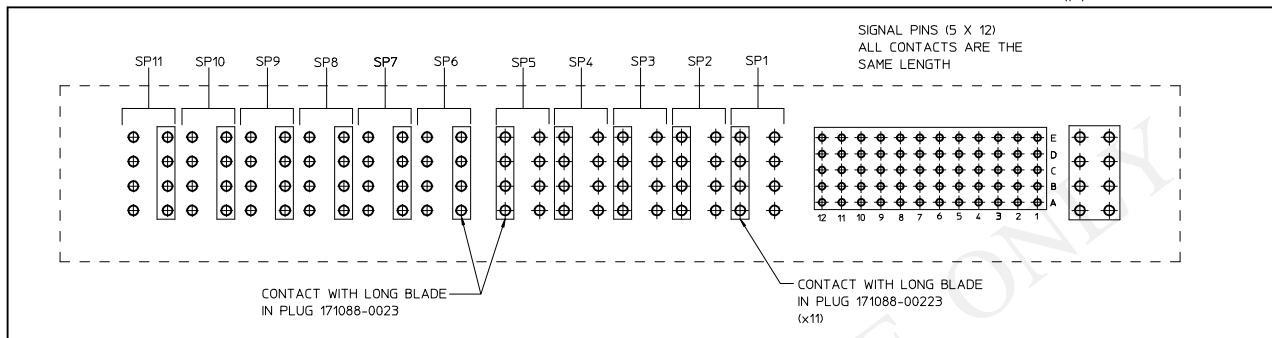 SIGNAL PINS (5 X 12)
ALL CONTACTS ARE THE
SAME LENGTH
SP11 SP10 SP9 SP8 SP7 SP6 SP5 SP4 SP3 SP2 SP1
E
D
C
B
A
12 11 10 9 8 7 6 5 4 3 2 1
CONTACT WITH LONG BLADE
IN PLUG 171088-0023
CONTACT WITH LONG BLADE
IN PLUG 171088-00223
(x11)
ONLY